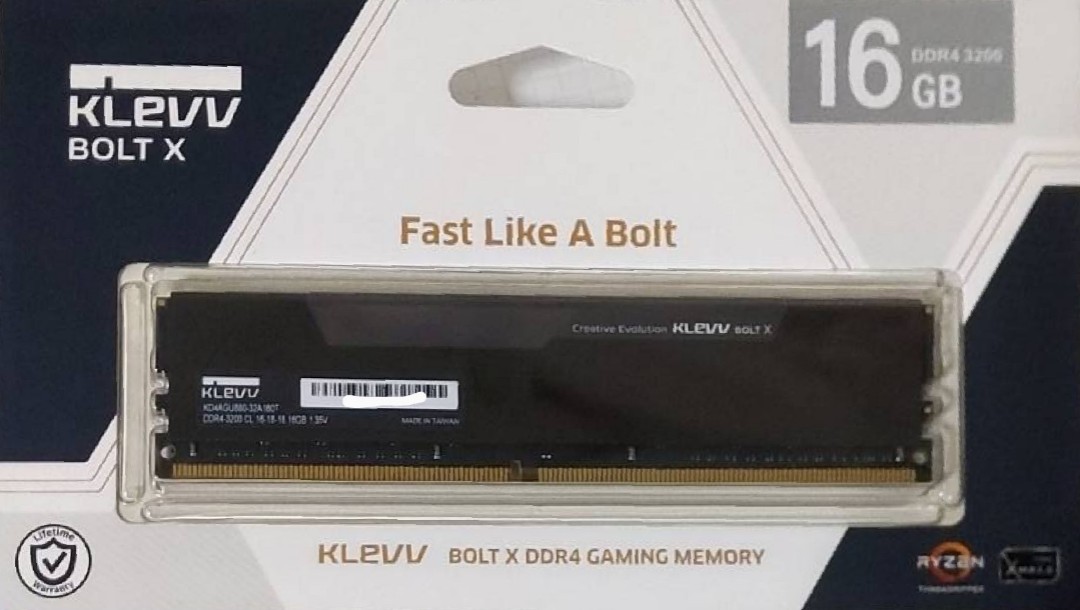 KLEVV
BOLT X
16 GB
DDR4 3200
Fast Like A Bolt
Creative Evolution KLEVV BOLT X
KLEVV
DDR4-3200 CL 16-18-18 16GB 1.35V
MADE IN TAIWAN
Lifetime
Warranty
KLEVV BOLT X DDR4 GAMING MEMORY
RYZEN
THREADRIPPER